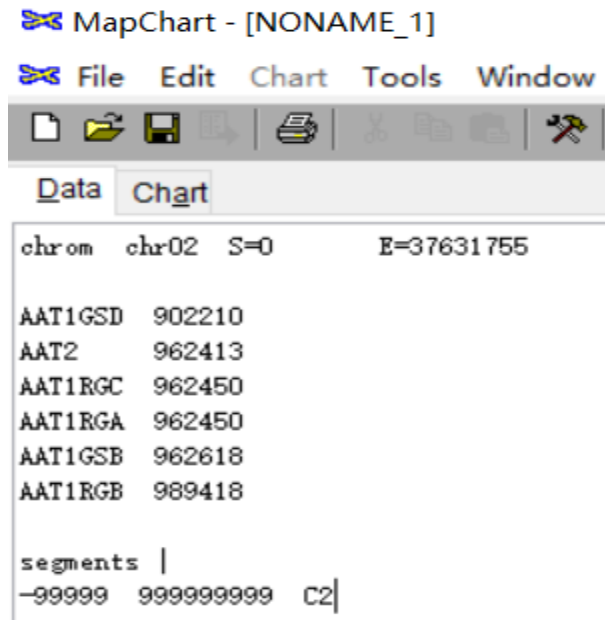 MapChart - [NONAME_1]
File Edit Chart Tools Window
Data Chart
chrom chr02 S=0 E=37631755
AAT1GSD 902210
AAT2 962413
AAT1RGC 962450
AAT1RGA 962450
AAT1GSB 962618
AAT1RGB 989418
segments |
-99999 999999999 C2